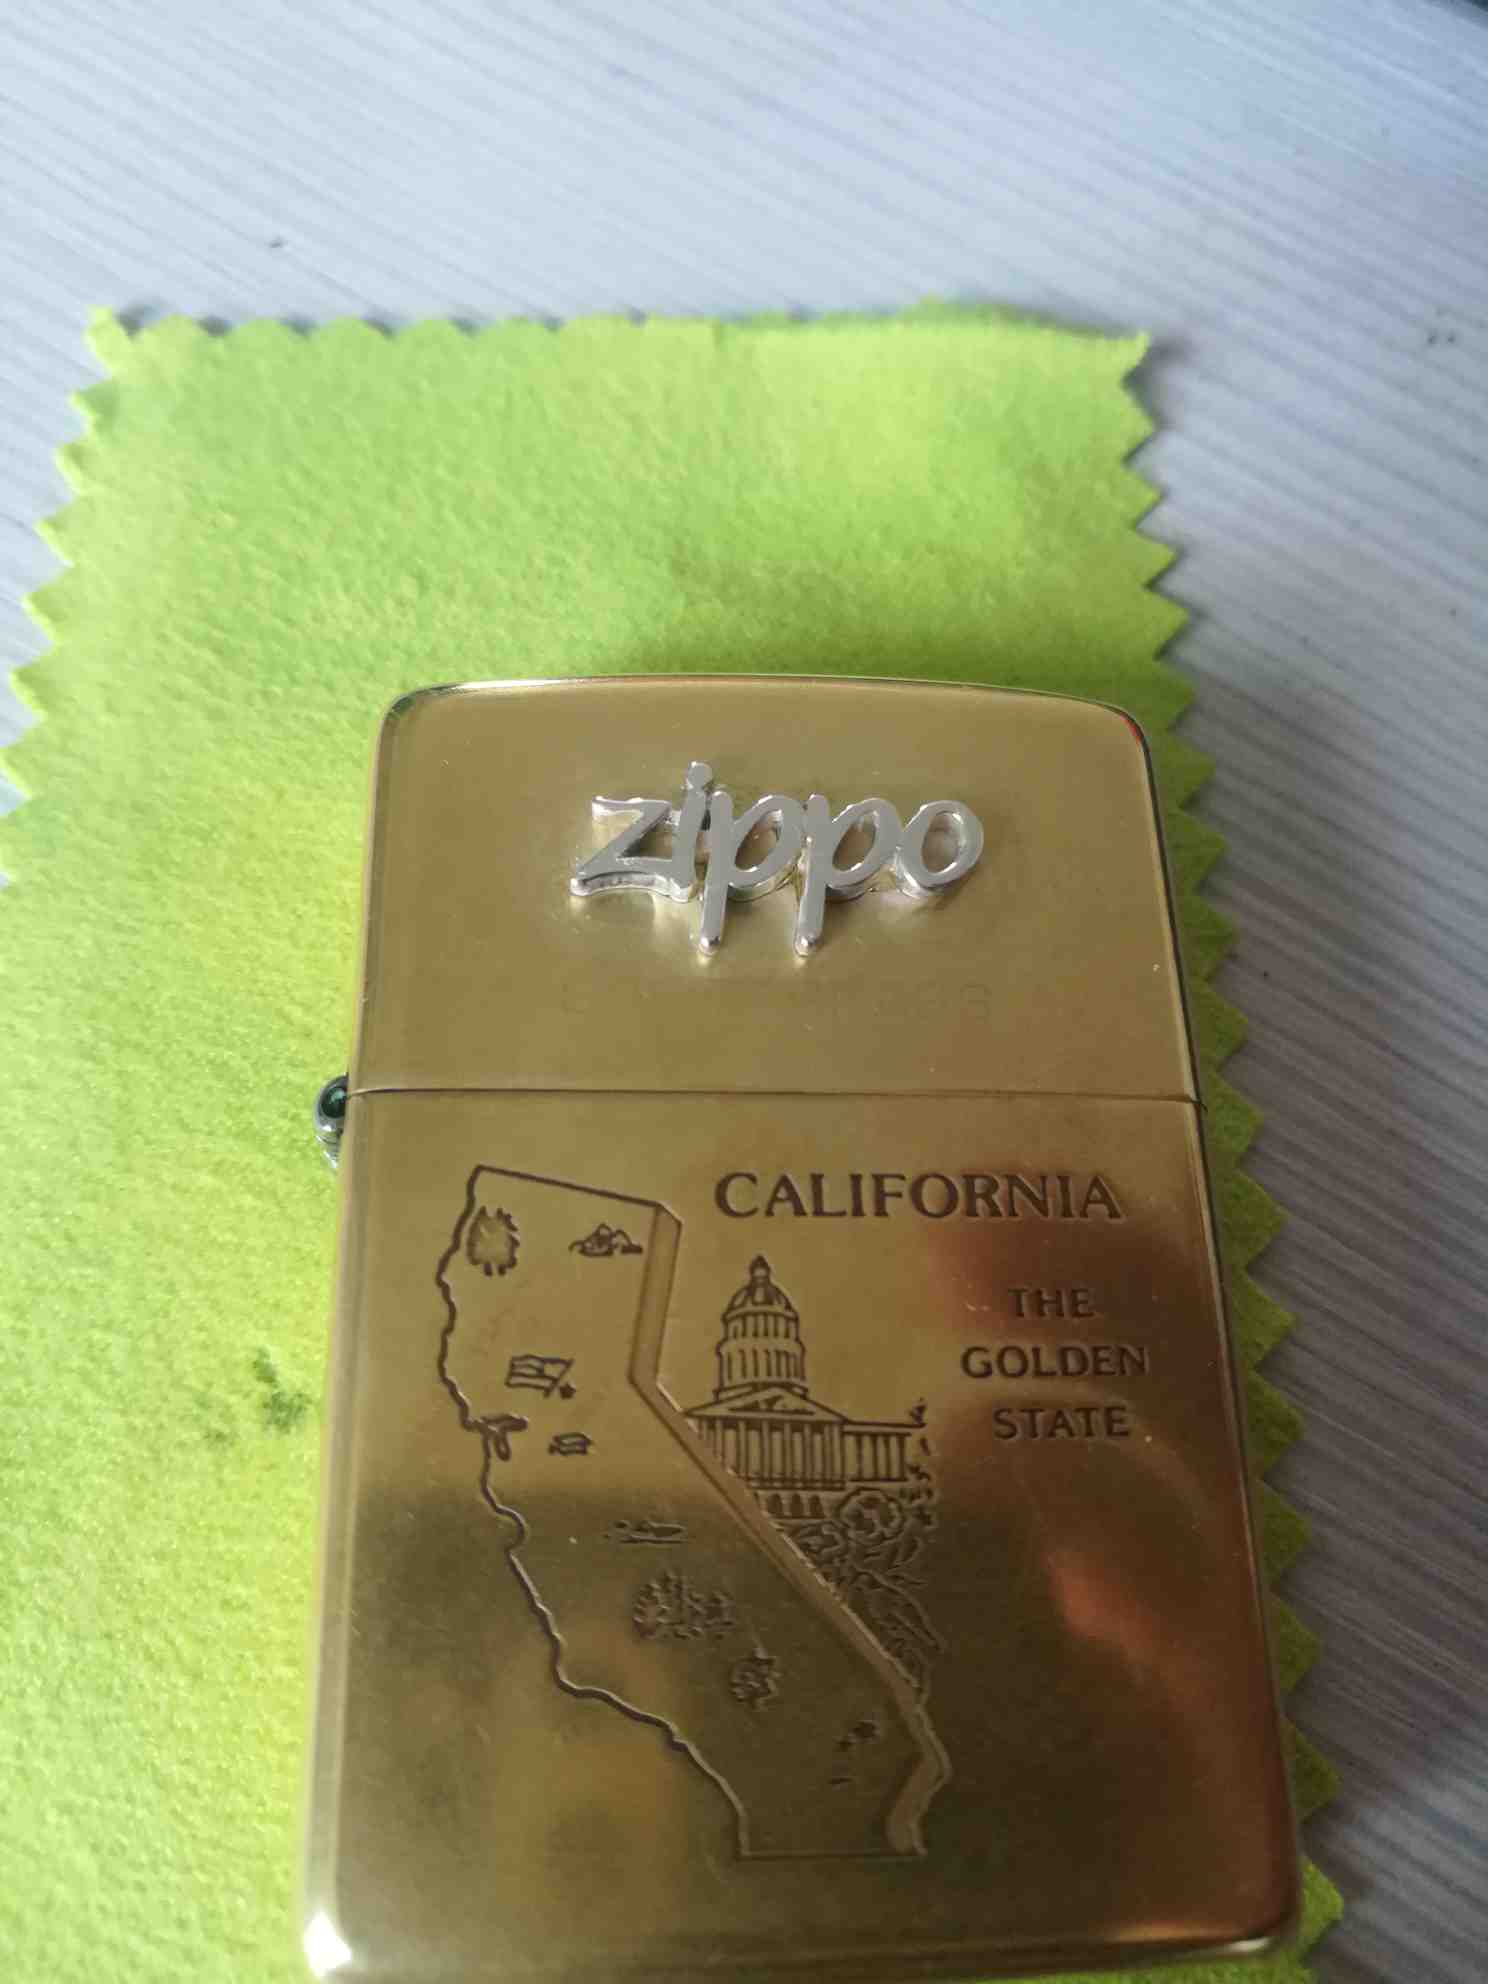 zippo
CALIFORNIA
THE
GOLDEN
STATE